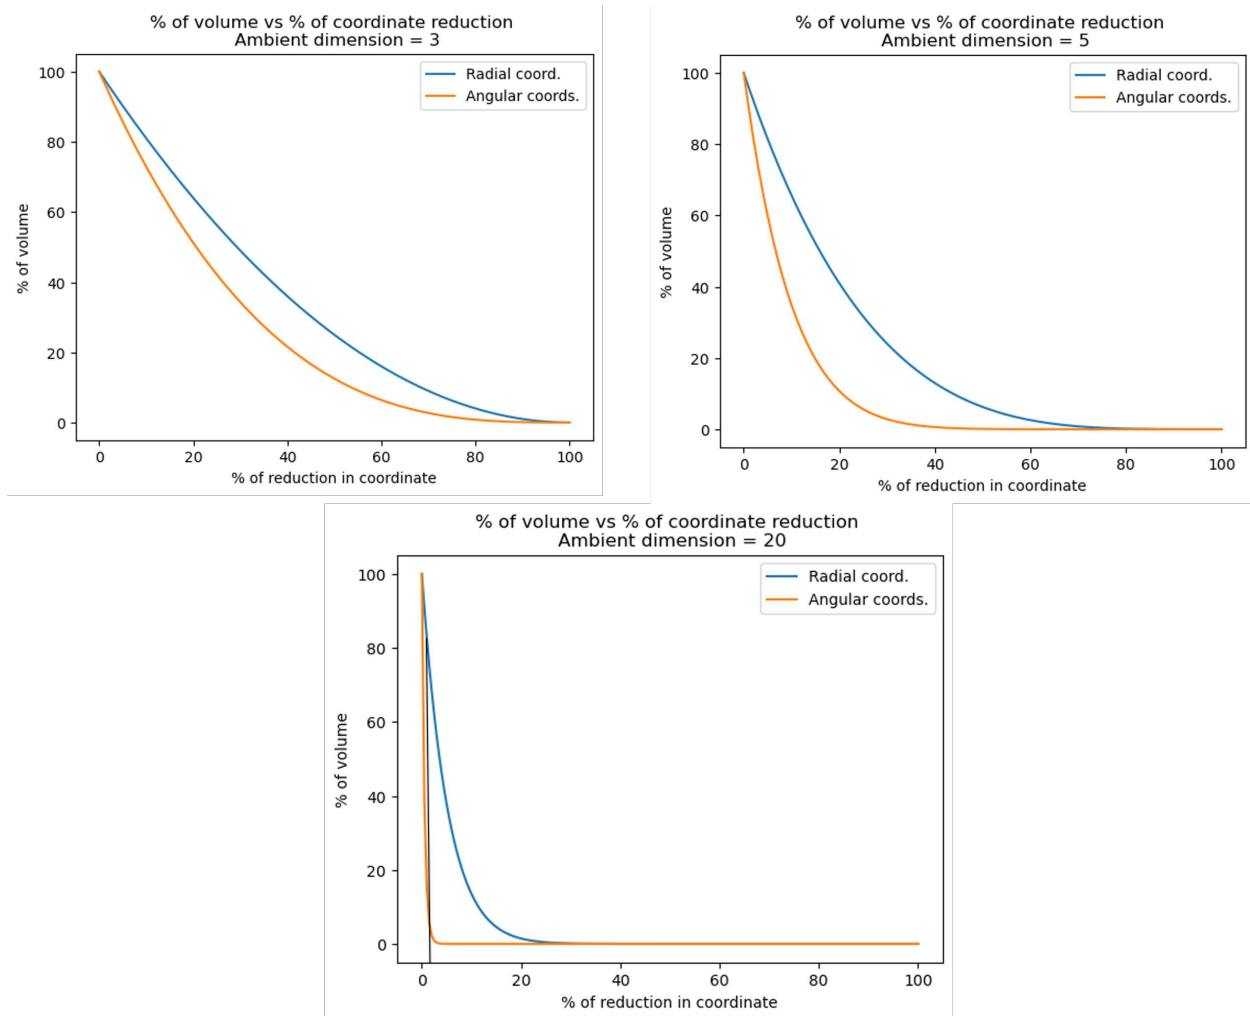 % of volume vs % of coordinate reduction
Ambient dimension = 3
Radial coord.
Angular coords.
100
80
60
40
20
0
% of volume
0 20 40 60 80 100
% of reduction in coordinate
% of volume vs % of coordinate reduction
Ambient dimension = 5
Radial coord.
Angular coords.
100
80
60
40
20
0
% of volume
0 20 40 60 80 100
% of reduction in coordinate
% of volume vs % of coordinate reduction
Ambient dimension = 20
Radial coord.
Angular coords.
100
80
60
40
20
0
% of volume
0 20 40 60 80 100
% of reduction in coordinate